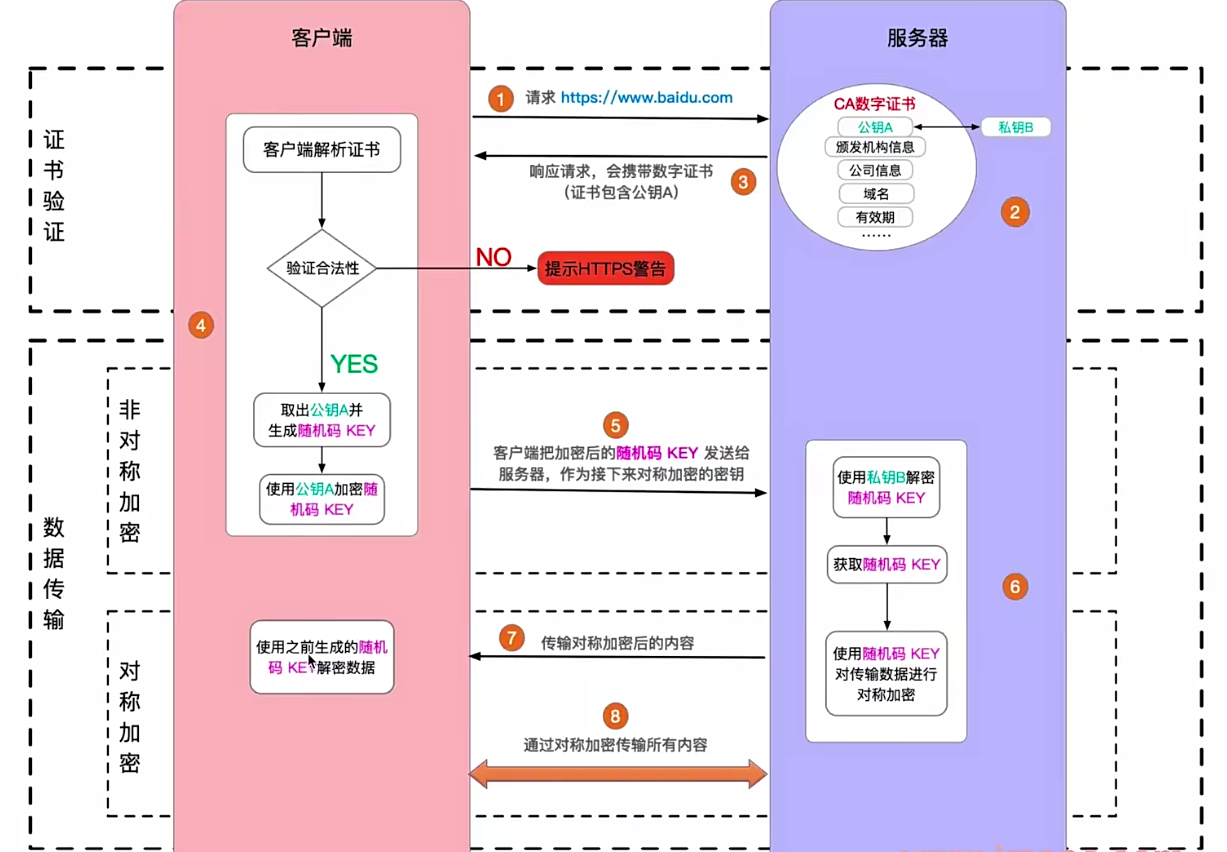 客户端
服务器
证书验证
1 请求 https://www.baidu.com
CA数字证书
公钥A
私钥B
颁发机构信息
公司信息
域名
有效期
......
2
客户端解析证书
响应请求，会携带数字证书
（证书包含公钥A）
3
验证合法性
NO
提示HTTPS警告
4
YES
数据传输
非对称加密
取出公钥A并
生成随机码 KEY
使用公钥A加密随
机码 KEY
5
客户端把加密后的随机码 KEY 发送给
服务器，作为接下来对称加密的密钥
使用私钥B解密
随机码 KEY
获取随机码 KEY
6
使用随机码 KEY
对传输数据进行
对称加密
对称加密
7 传输对称加密后的内容
使用之前生成的随机
码 KEY解密数据
8
通过对称加密传输所有内容